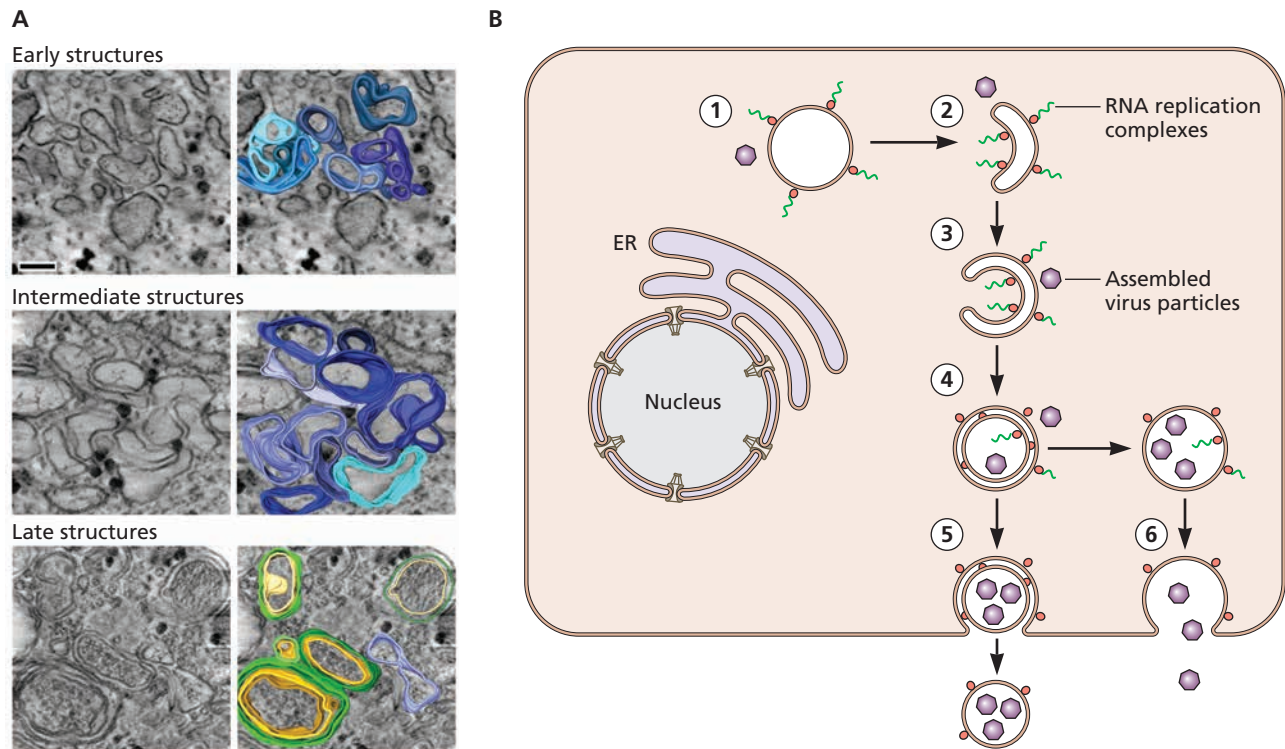 A
Early structures
Intermediate structures
Late structures
B
1
2
RNA replication
complexes
3
ER
Assembled
virus particles
4
Nucleus
5
6